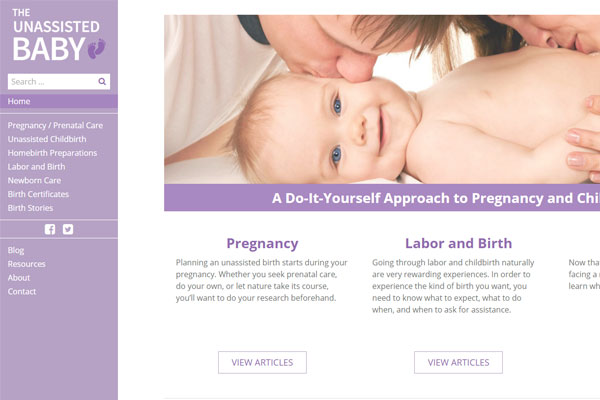 THE
UNASSISTED
BABY
Search ...
Home
Pregnancy / Prenatal Care
Unassisted Childbirth
Homebirth Preparations
Labor and Birth
Newborn Care
Birth Certificates
Birth Stories
Blog
Resources
About
Contact
A Do-It-Yourself Approach to Pregnancy and Chi
Pregnancy
Planning an unassisted birth starts during your
pregnancy. Whether you seek prenatal care,
do your own, or let nature take its course,
you'll want to do your research beforehand.
VIEW ARTICLES
Labor and Birth
Going through labor and childbirth naturally
are very rewarding experiences. In order to
experience the kind of birth you want, you
need to know what to expect, what to do
when, and when to ask for assistance.
VIEW ARTICLES
Now tha
facing a
learn wh